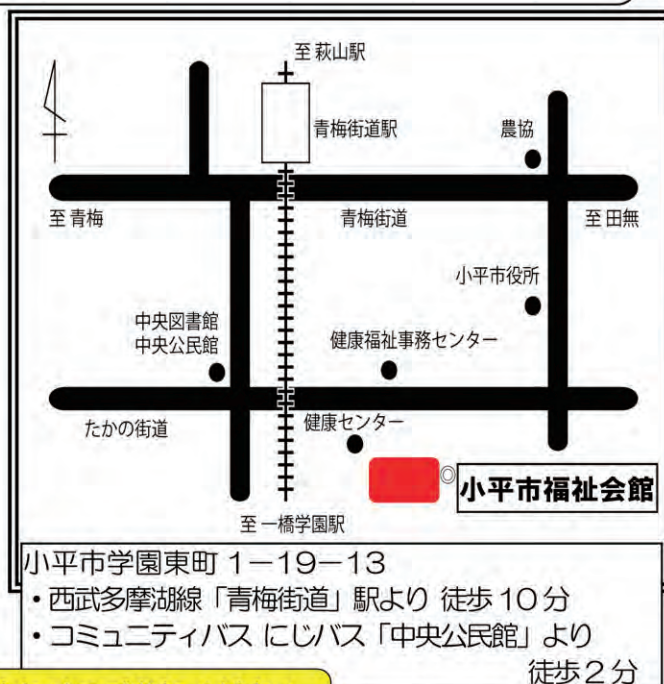 至 萩山駅
青梅街道駅
農協
至 青梅
青梅街道
至 田無
小平市役所
中央図書館
中央公民館
健康福祉事務センター
たかの街道
健康センター
小平市福祉会館
至 一橋学園駅
小平市学園東町 1－19－13
・西武多摩湖線「青梅街道」駅より 徒歩 10 分
・コミュニティバス にじバス「中央公民館」より
徒歩 2 分